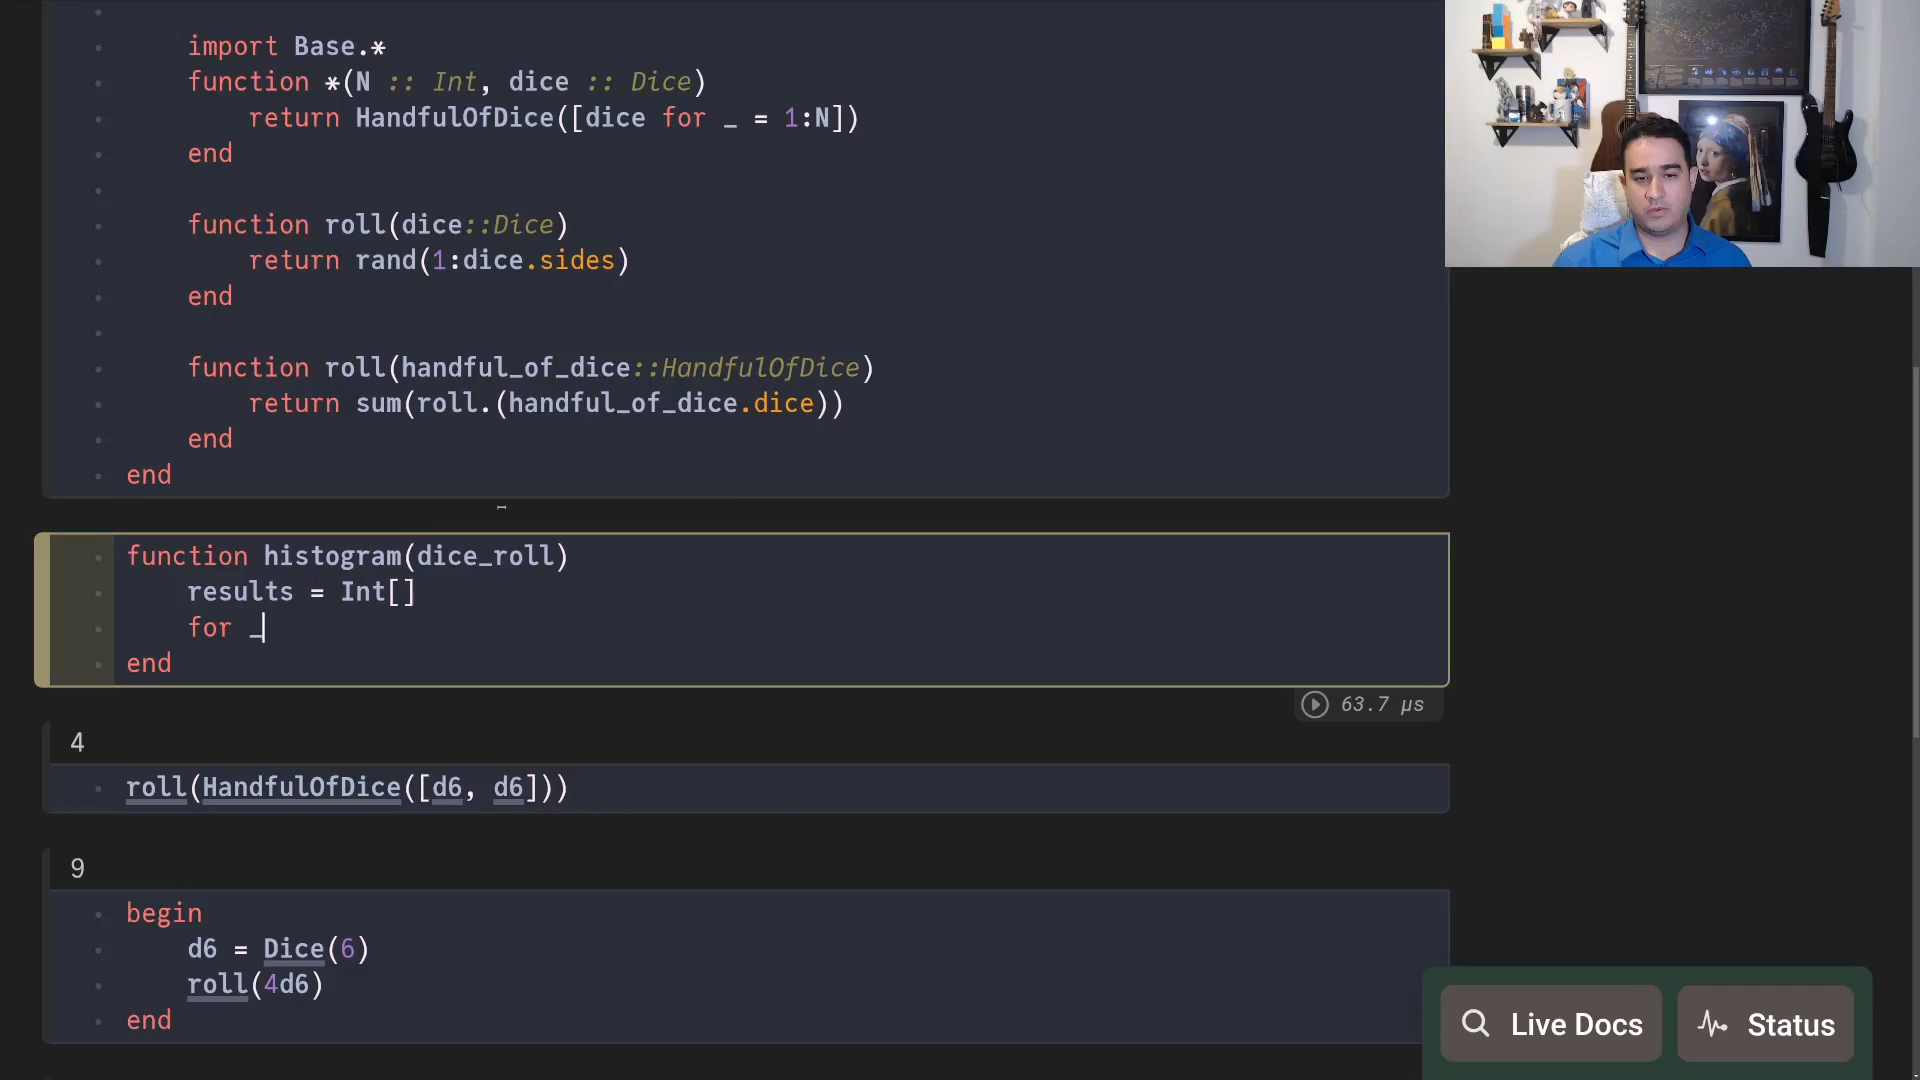 import Base.*
function *(N :: Int, dice :: Dice)
return HandfulOfDice([dice for _ = 1:N])
end
function roll(dice::Dice)
return rand(1:dice.sides)
end
function roll(handful_of_dice::HandfulOfDice)
return sum(roll.(handful_of_dice.dice))
end
end
function histogram(dice_roll)
results = Int[]
for _
end
63.7 μs
4
roll(HandfulOfDice([d6, d6]))
9
begin
d6 = Dice(6)
roll(4d6)
end
Live Docs
Status